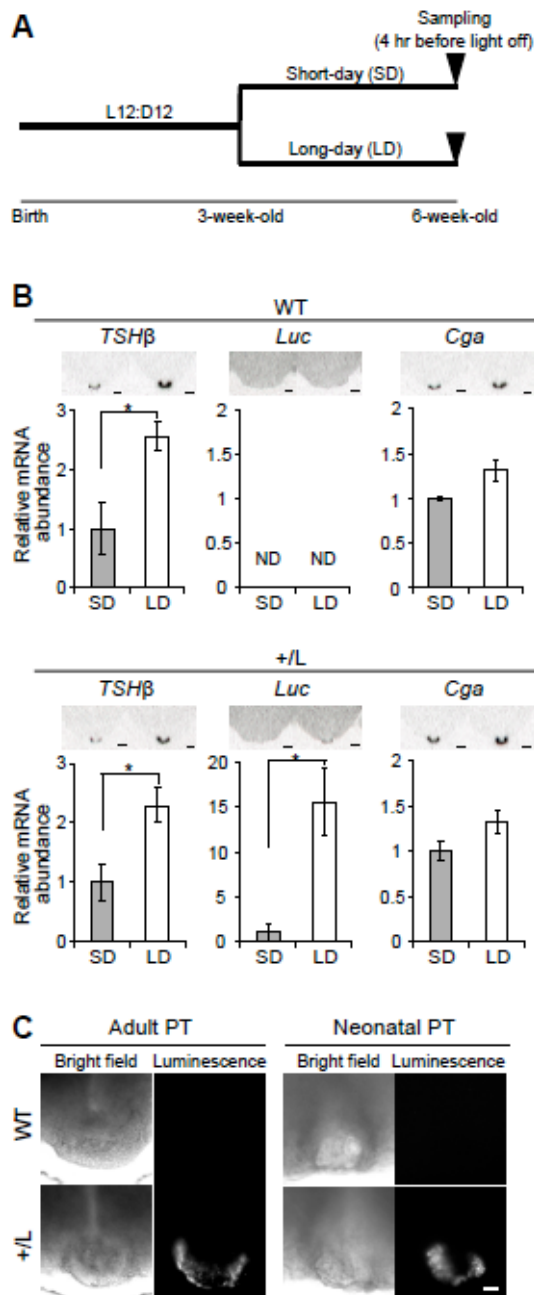 A
Sampling
(4 hr before light off)
Short-day (SD)
L12:D12
Long-day (LD)
Birth
3-week-old
6-week-old
B
WT
TSHβ
Luc
Cga
Relative mRNA
abundance
3
2
1
0
*
SD
LD
2
1.5
1
0.5
0
ND
ND
SD
LD
2
1.5
1
0.5
0
SD
LD
+/L
TSHβ
Luc
Cga
Relative mRNA
abundance
3
2
1
0
*
SD
LD
20
15
10
5
0
*
SD
LD
2
1.5
1
0.5
0
SD
LD
C
Adult PT
Neonatal PT
Bright field
Luminescence
Bright field
Luminescence
WT
+/L